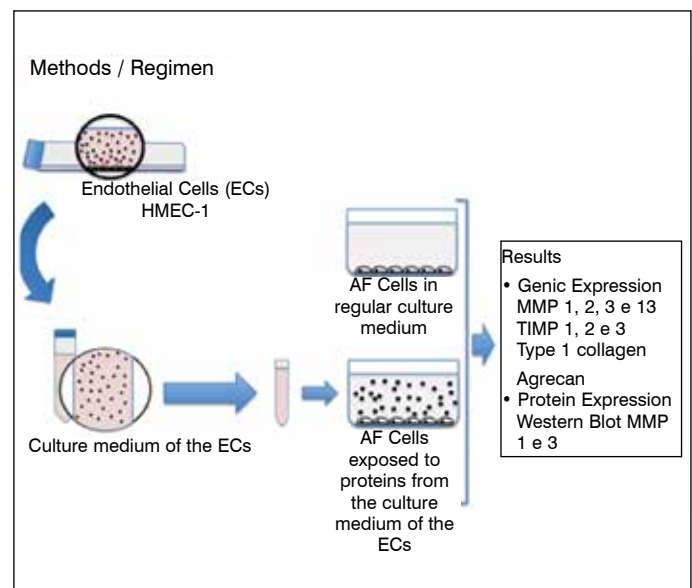 Methods / Regimen
Endothelial Cells (ECs)
HMEC-1
AF Cells in
regular culture
medium
Culture medium of the ECs
AF Cells
exposed to
proteins from
the culture
medium of the
ECs
Results
• Genic Expression
MMP 1, 2, 3 e 13
TIMP 1, 2 e 3
Type 1 collagen
Agrecan
• Protein Expression
Western Blot MMP
1 e 3